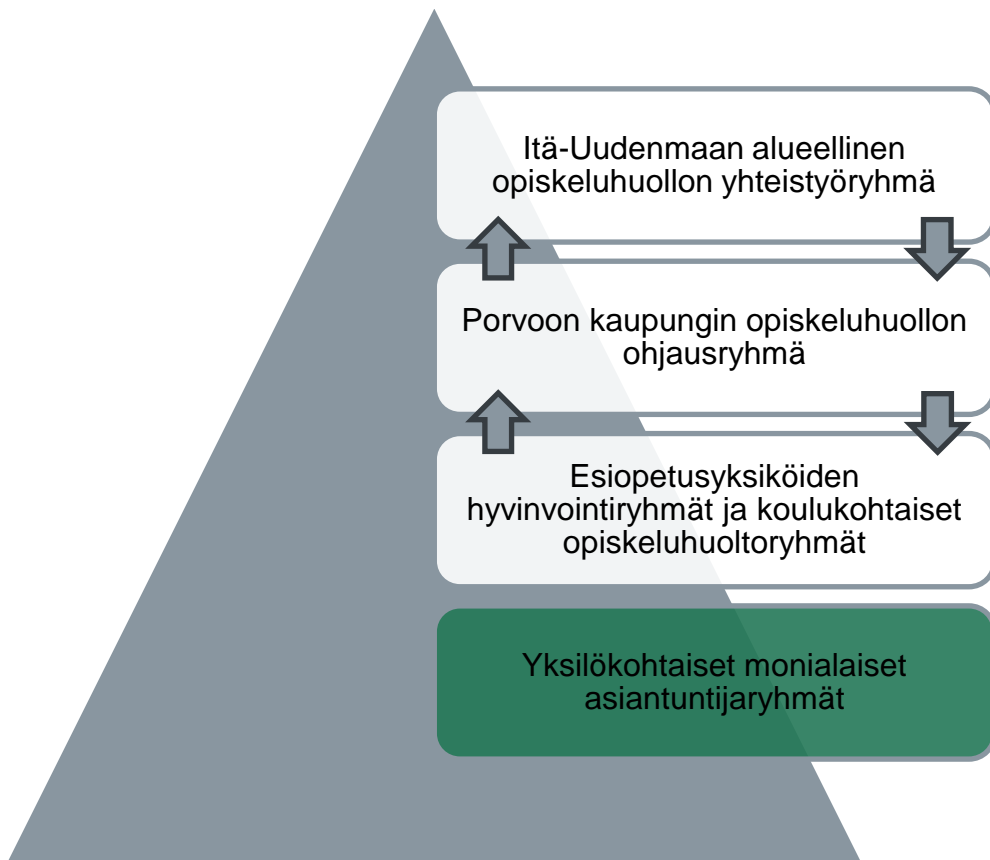 Itä-Uudenmaan alueellinen
opiskeluhuollon yhteistyöryhmä
Porvoon kaupungin opiskeluhuollon
ohjausryhmä
Esiopetusyksiköiden
hyvinvointiryhmät ja koulukohtaiset
opiskeluhuoltoryhmät
Yksilökohtaiset monialaiset
asiantuntijaryhmät